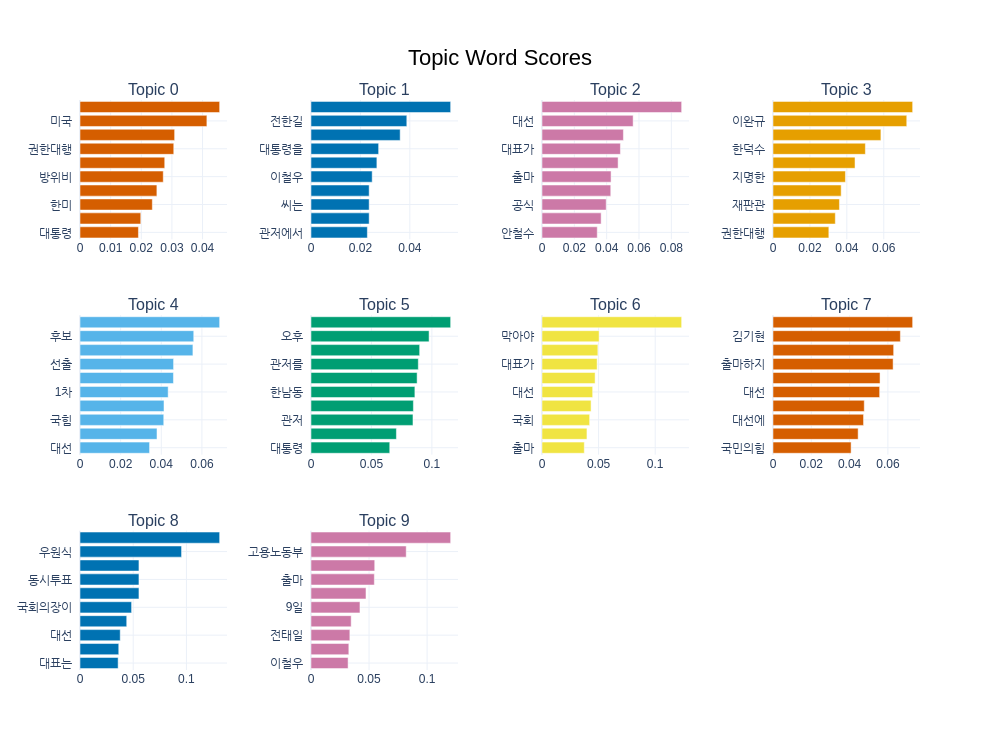 Topic Word Scores
Topic 0
미국
권한대행
방위비
한미
대통령
0 0.01 0.02 0.03 0.04
Topic 1
전한길
대통령을
이철우
씨는
관저에서
0 0.02 0.04
Topic 2
대선
대표가
출마
공식
안철수
0 0.02 0.04 0.06 0.08
Topic 3
이완규
한덕수
지명한
재판관
권한대행
0 0.02 0.04 0.06
Topic 4
후보
선출
1차
국힘
대선
0 0.02 0.04 0.06
Topic 5
오후
관저를
한남동
관저
대통령
0 0.05 0.1
Topic 6
막아야
대표가
대선
국회
출마
0 0.05 0.1
Topic 7
김기현
출마하지
대선
대선에
국민의힘
0 0.02 0.04 0.06
Topic 8
우원식
동시투표
국회의장이
대선
대표는
0 0.05 0.1
Topic 9
고용노동부
출마
9일
전태일
이철우
0 0.05 0.1